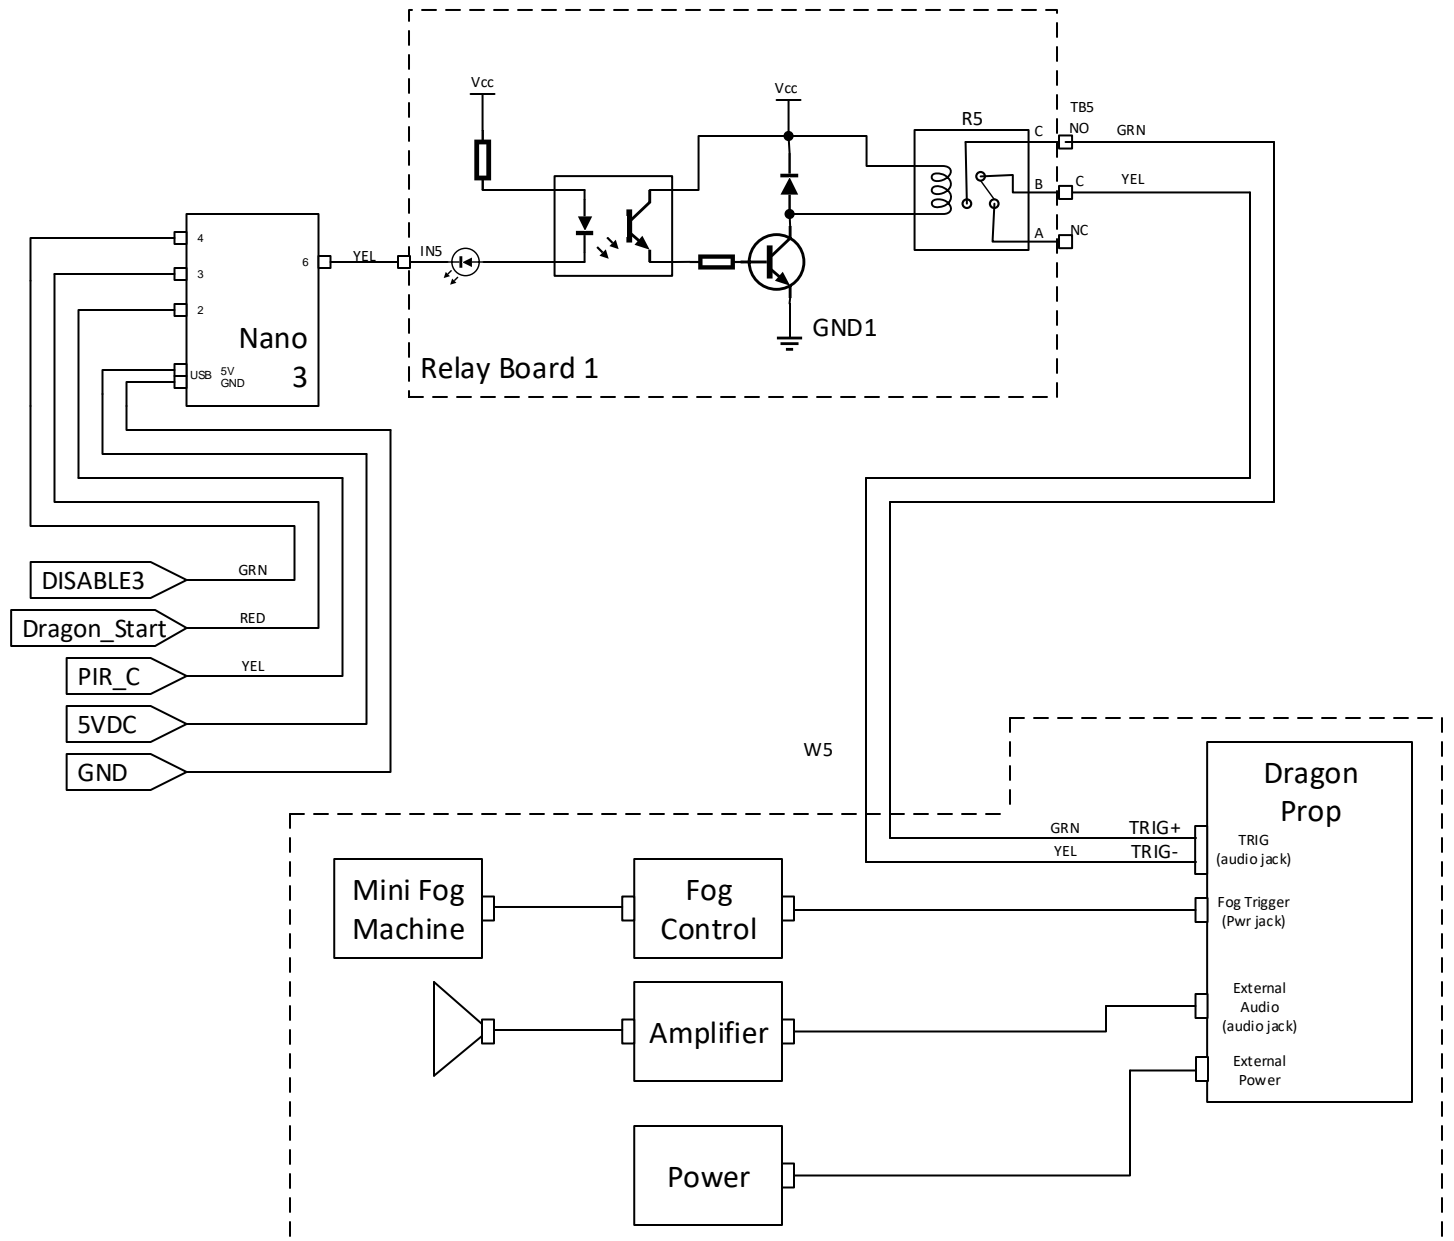 Vcc
Vcc
R5
TB5
C
NO
GRN
B
C
YEL
A
NC
4
3
2
6
YEL
IN5
Nano
3
USB
5V
GND
GND1
Relay Board 1
DISABLE3
GRN
Dragon_Start
RED
PIR_C
YEL
5VDC
GND
W5
Dragon
Prop
GRN
TRIG+
YEL
TRIG-
TRIG
(audio jack)
Mini Fog
Machine
Fog
Control
Fog Trigger
(Pwr jack)
Amplifier
External
Audio
(audio jack)
External
Power
Power